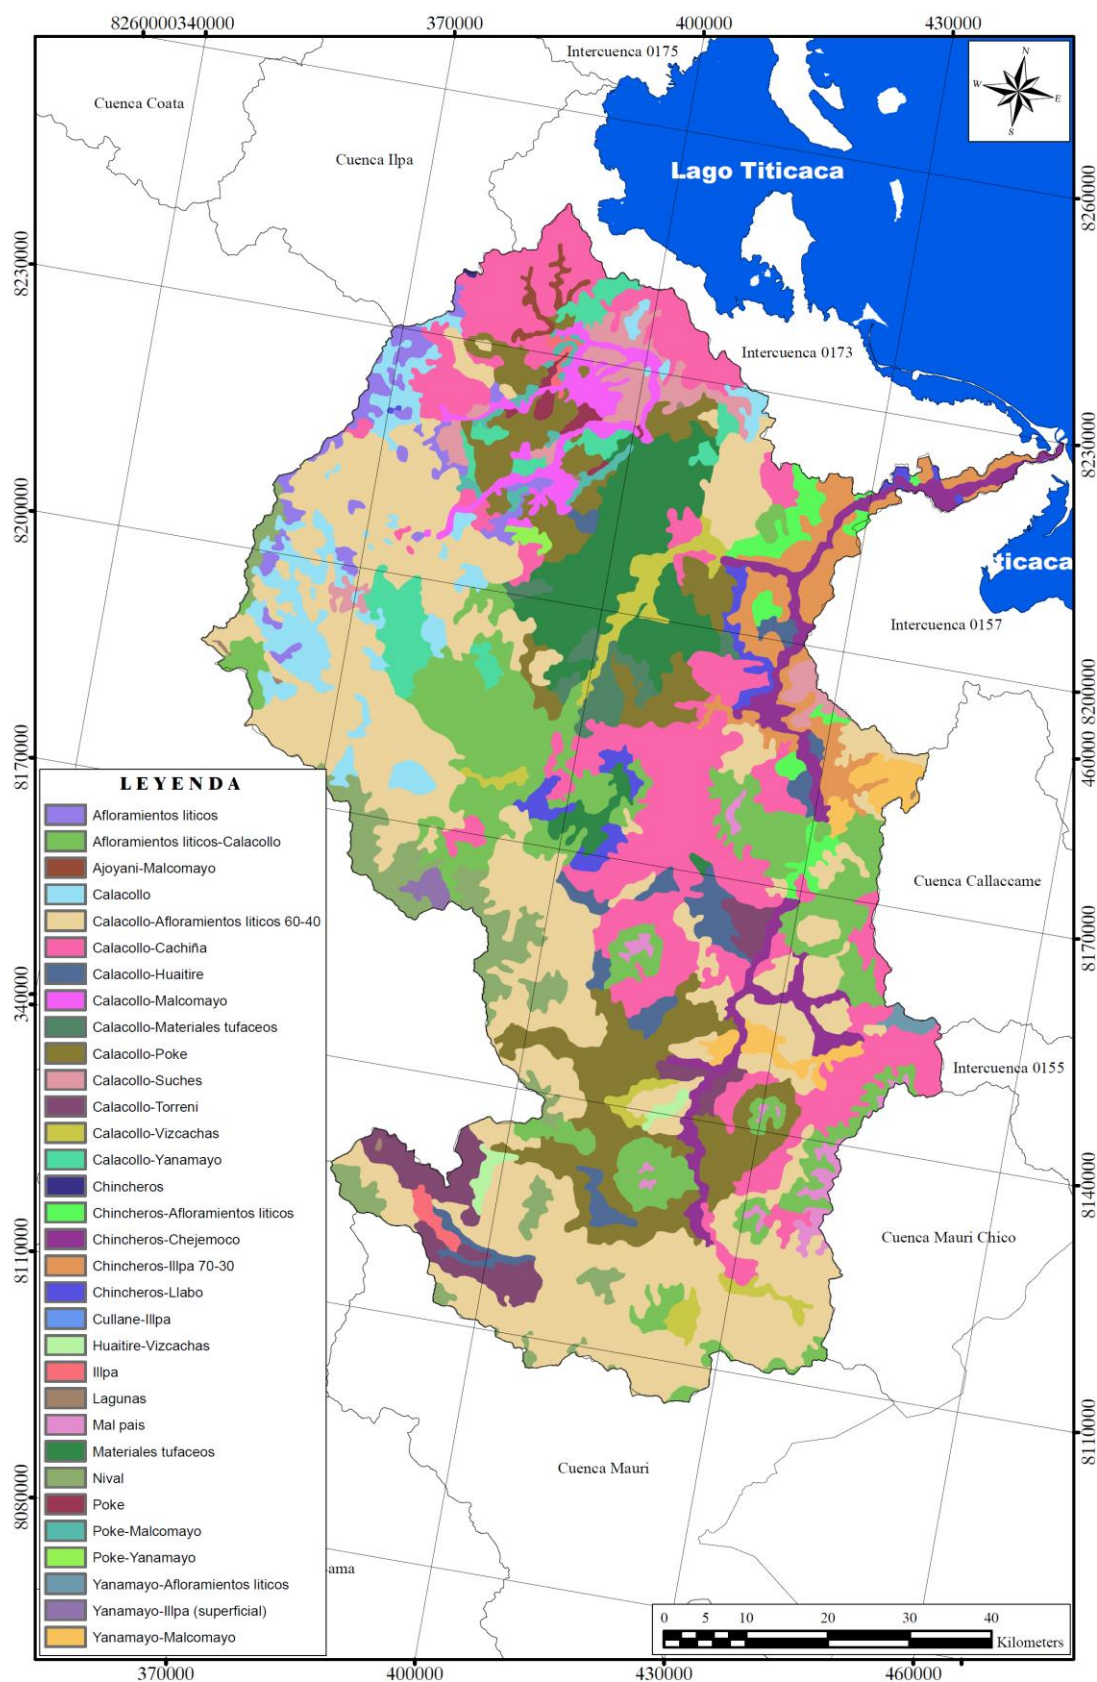 8260000340000
370000
400000
430000
Intercuenca 0175
Cuenca Coata
Cuenca Ilpa
N
W
E
S
Lago Titicaca
8260000
8230000
Intercuenca 0173
8230000
8200000
ticaca
Intercuenca 0157
8200000
8170000
400000
LEYENDA
Afloramientos liticos
Afloramientos liticos-Calacollo
Ajoyani-Malcomayo
Calacollo
Calacollo-Afloramientos liticos 60-40
Calacollo-Cachiña
Calacollo-Huaitire
Calacollo-Malcomayo
Calacollo-Materiales tufaceos
Calacollo-Poke
Calacollo-Suches
Calacollo-Torreni
Calacollo-Vizcachas
Calacollo-Yanamayo
Chincheros
Chincheros-Afloramientos liticos
Chincheros-Chejemoco
Chincheros-Illpa 70-30
Chincheros-Llabo
Cullane-Illpa
Huaitire-Vizcachas
Illpa
Lagunas
Mal pais
Materiales tufaceos
Nival
Poke
Poke-Malcomayo
Poke-Yanamayo
Yanamayo-Afloramientos liticos
Yanamayo-Illpa (superficial)
Yanamayo-Malcomayo
Cuenca Callaccame
8170000
340000
Intercuenca 0155
8140000
Cuenca Mauri Chico
8110000
8110000
Cuenca Mauri
8080000
ama
0 5 10 20 30 40
Kilometers
370000
400000
430000
460000